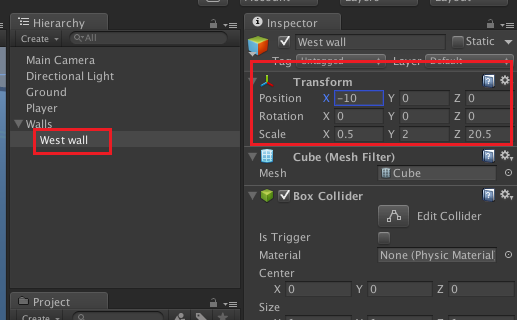 Account
Layers
Layout
Hierarchy
Create
All
Main Camera
Directional Light
Ground
Player
Walls
West wall
Project
Create
Inspector
West wall
Static
Tag Untagged Layer Default
Transform
Position X -10 Y 0 Z 0
Rotation X 0 Y 0 Z 0
Scale X 0.5 Y 2 Z 20.5
Cube (Mesh Filter)
Mesh Cube
Box Collider
Edit Collider
Is Trigger
Material None (Physic Material
Center
X 0 Y 0 Z 0
Size